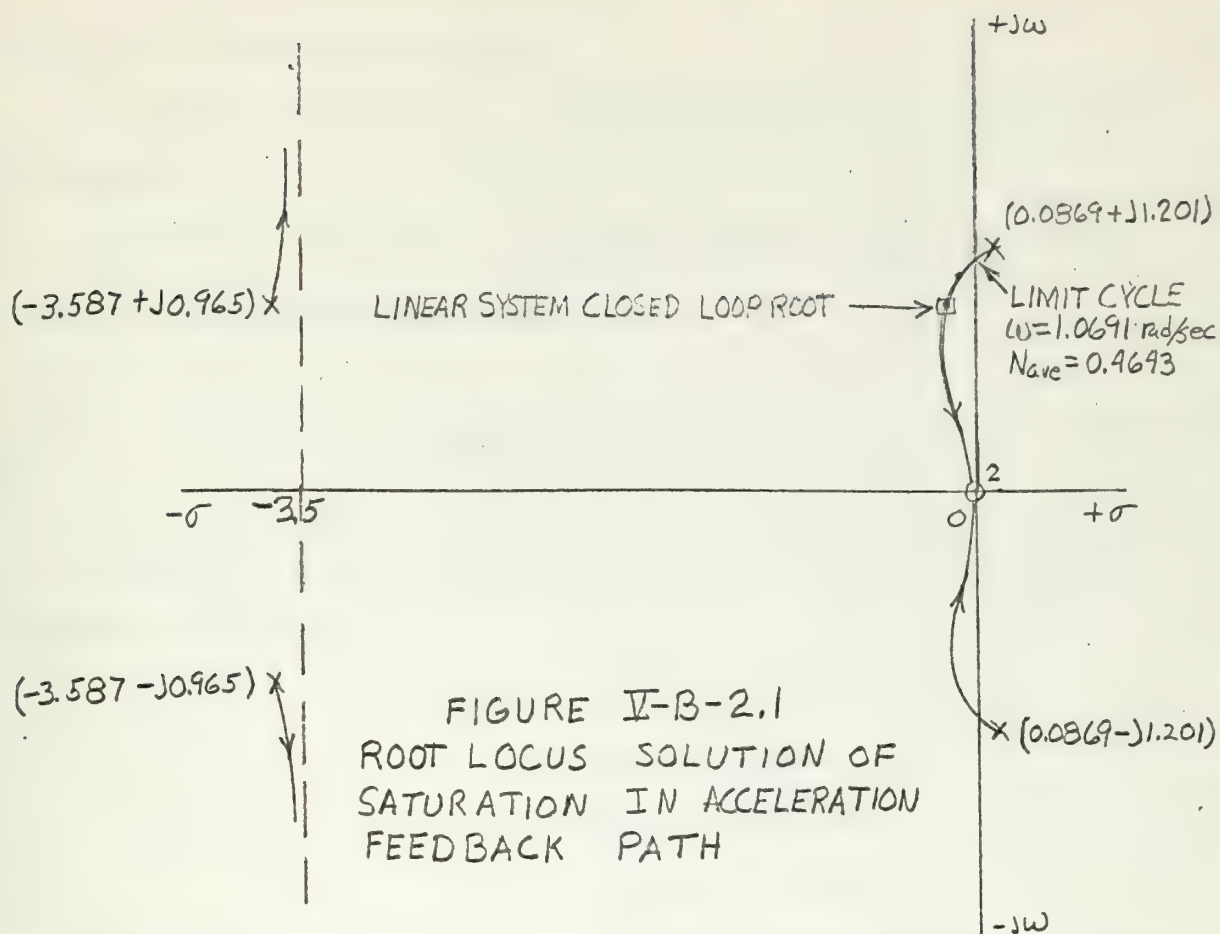 +Jω
(0.0869+J1.201)
(-3.587+J0.965)
LINEAR SYSTEM CLOSED LOOP ROOT
LIMIT CYCLE
ω=1.0691 rad/sec
Nave=0.4643
2
-σ
-3.5
0
+σ
(-3.587-J0.965)
(0.0869-J1.201)
FIGURE V-B-2.1
ROOT LOCUS SOLUTION OF
SATURATION IN ACCELERATION
FEEDBACK PATH
-Jω